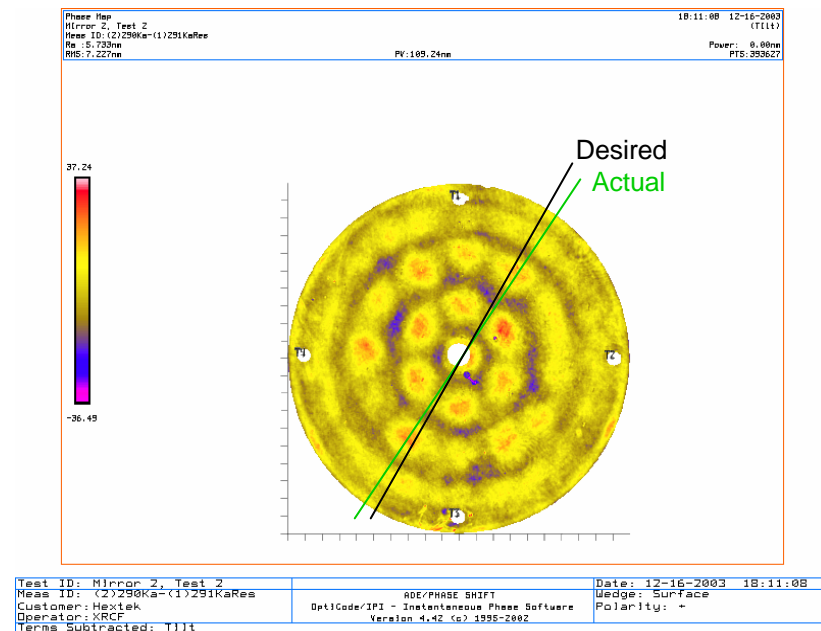 Phase Map
Mirror 2, Test 2
Meas ID:(2)290Ka-(1)291KaRes
Ra :5.733nm
RMS:7.227nm
PV:109.24nm
18:11:08 12-16-2003
(Tilt)
Power: 0.00nm
PTS:393627
Desired
Actual
37.24
-36.49
T1
T4
T2
T3
Test ID: Mirror 2, Test 2
Meas ID: (2)290Ka-(1)291KaRes
Customer: Hextek
Operator: XRCF
Terms Subtracted: Tilt
ADE/PHASE SHIFT
OptiCode/IPI - Instantaneous Phase Software
Version 4.42 (c) 1995-2002
Date: 12-16-2003 18:11:08
Wedge: Surface
Polarity: +